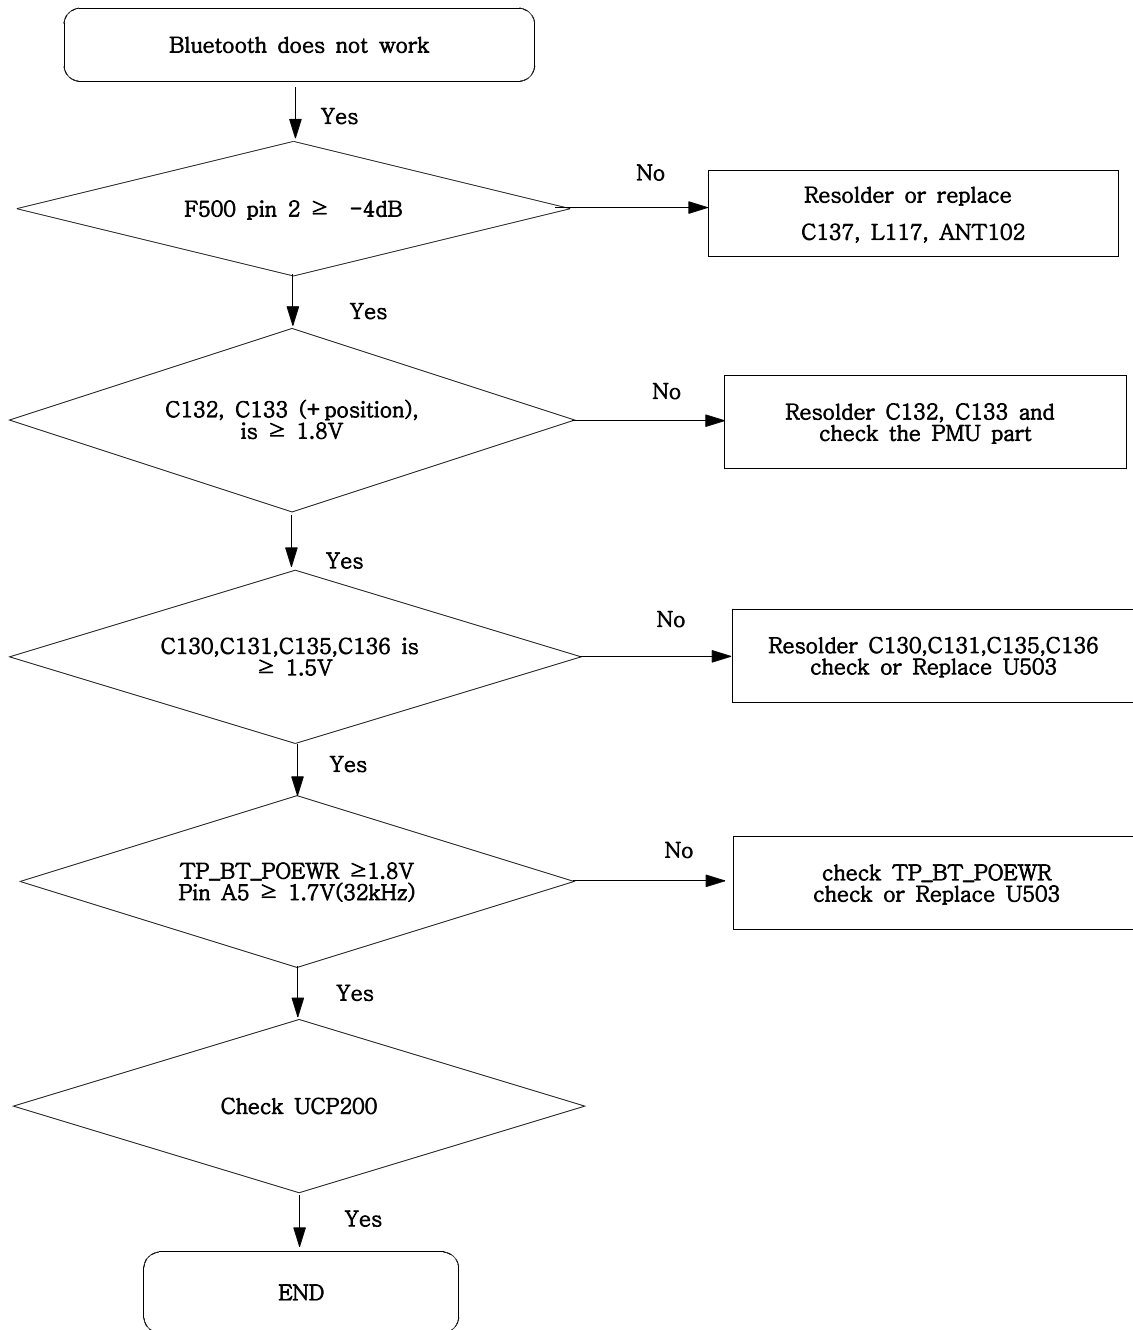 Bluetooth does not work
Yes
F500 pin 2 ≥ -4dB
No
Resolder or replace
C137, L117, ANT102
Yes
C132, C133 (+position),
is ≥ 1.8V
No
Resolder C132, C133 and
check the PMU part
Yes
C130,C131,C135,C136 is
≥ 1.5V
No
Resolder C130,C131,C135,C136
check or Replace U503
Yes
TP_BT_POEWR ≥1.8V
Pin A5 ≥ 1.7V(32kHz)
No
check TP_BT_POEWR
check or Replace U503
Yes
Check UCP200
Yes
END